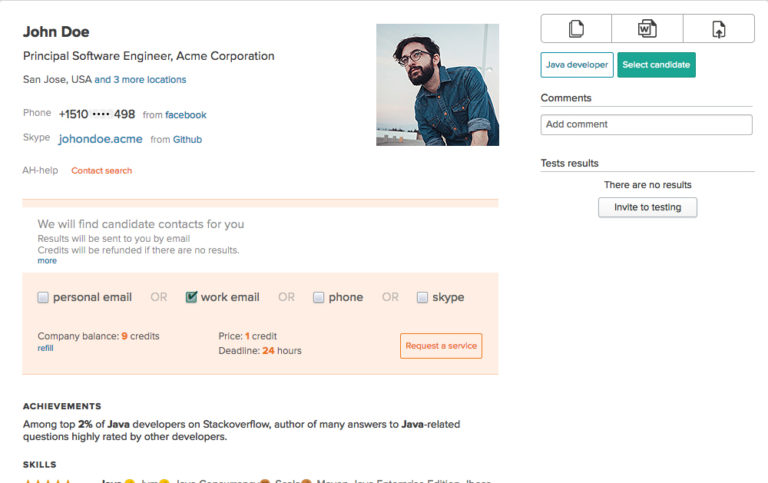 John Doe
Principal Software Engineer, Acme Corporation
San Jose, USA and 3 more locations
Phone +1510 •••• 498 from facebook
Skype johondoe.acme from Github
AH-help Contact search
We will find candidate contacts for you
Results will be sent to you by email
Credits will be refunded if there are no results.
more
personal email OR work email OR phone OR skype
Company balance: 9 credits
refill
Price: 1 credit
Deadline: 24 hours
Request a service
ACHIEVEMENTS
Among top 2% of Java developers on Stackoverflow, author of many answers to Java-related
questions highly rated by other developers.
SKILLS
W
Java developer
Select candidate
Comments
Add comment
Tests results
There are no results
Invite to testing